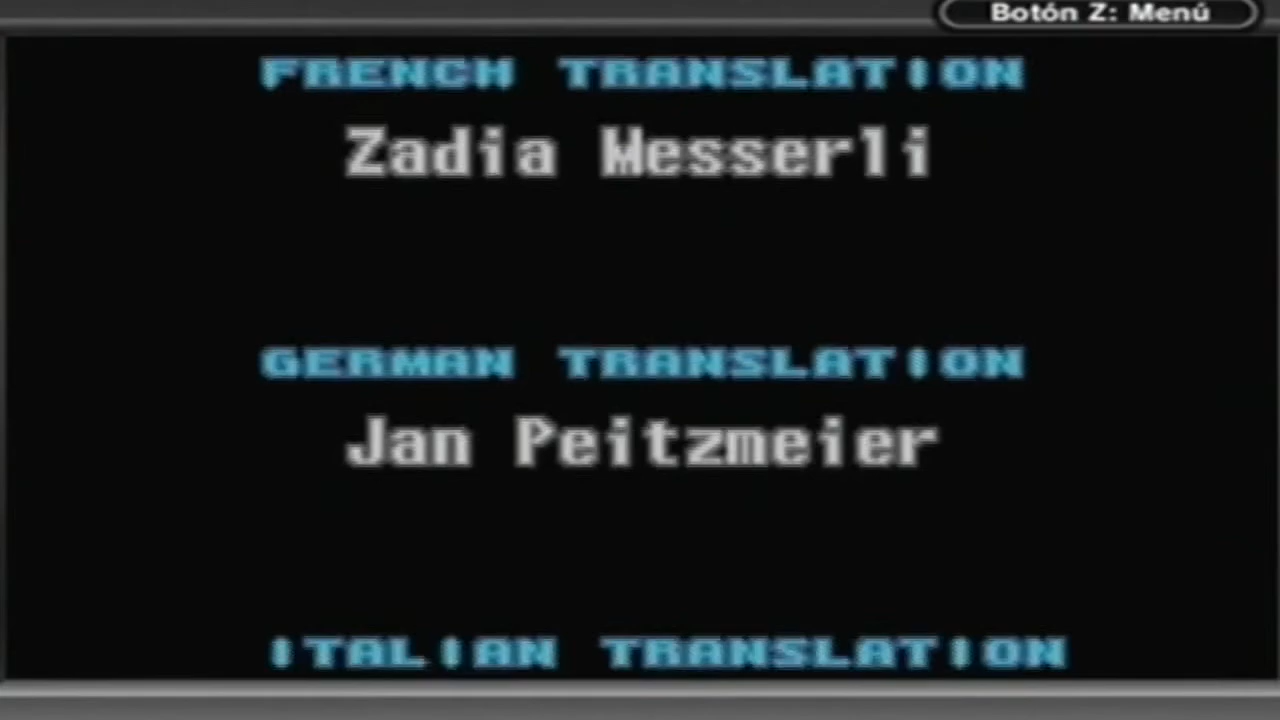 Botón Z: Menú
FRENCH TRANSLATION
Zadia Messerli
GERMAN TRANSLATION
Jan Peitzmeier
ITALIAN TRANSLATION